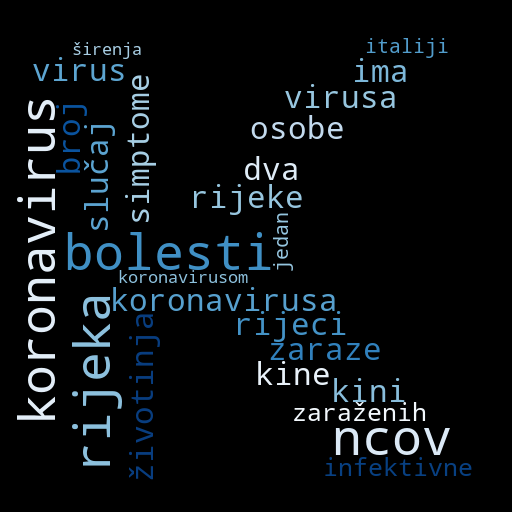 širenja
italiji
virus
ima
simptome
virusa
koronavirus
broj
slučaj
osobe
dva
rijeke
jedan
bolesti
koronavirusom
koronavirusa
rijeka
životinja
rijeci
zaraze
kine
kini
zaraženih
ncov
infektivne